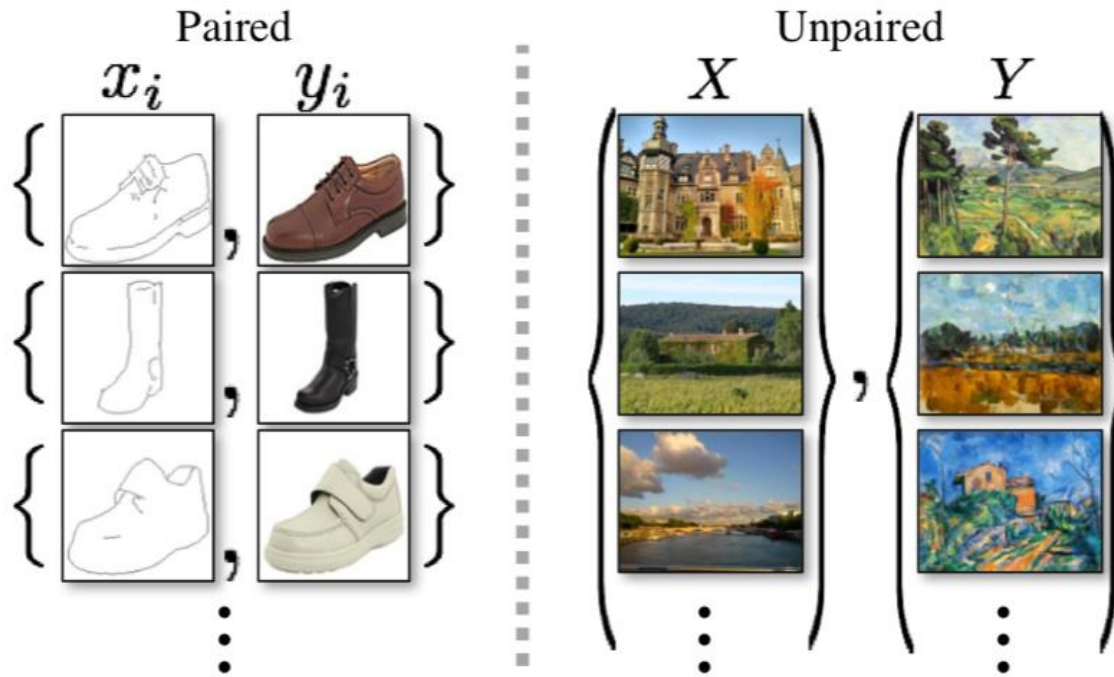 Paired
Unpaired
x_i
y_i
X
Y
{ , }
{ , }
{ , }
{ } , { }
⋮
⋮
⋮